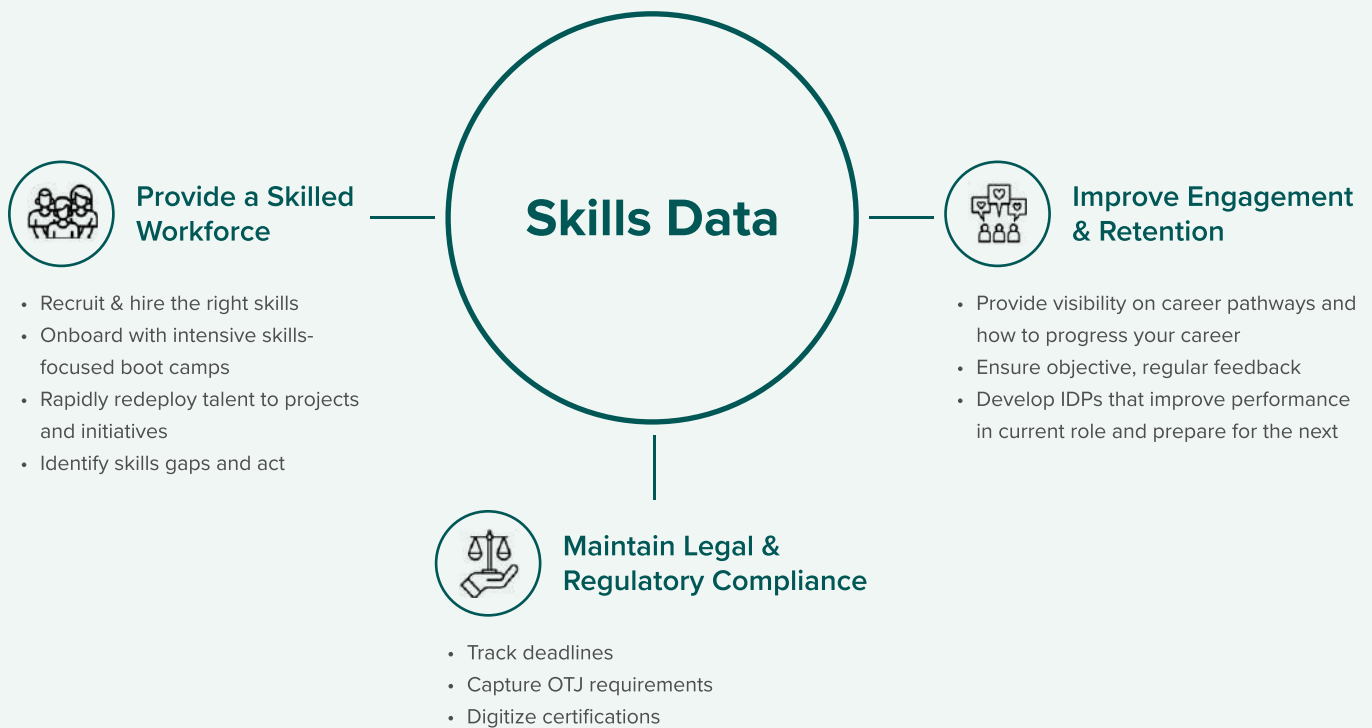 Skills Data
Provide a Skilled
Workforce
• Recruit & hire the right skills
• Onboard with intensive skills-
focused boot camps
• Rapidly redeploy talent to projects
and initiatives
• Identify skills gaps and act
Improve Engagement
& Retention
• Provide visibility on career pathways and
how to progress your career
• Ensure objective, regular feedback
• Develop IDPs that improve performance
in current role and prepare for the next
Maintain Legal &
Regulatory Compliance
• Track deadlines
• Capture OTJ requirements
• Digitize certifications